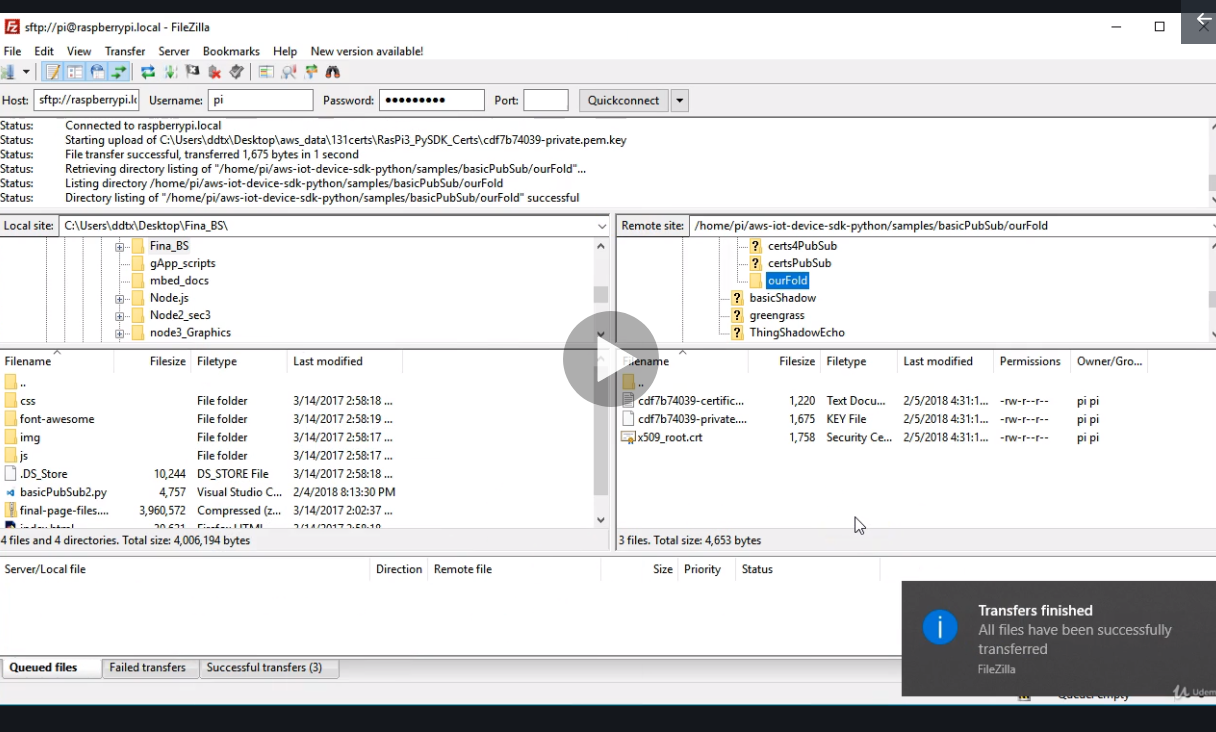 sftp://pi@raspberrypi.local - FileZilla
File Edit View Transfer Server Bookmarks Help New version available!
Host: sftp://raspberrypi.lo Username: pi Password: ●●●●●●●●● Port: Quickconnect
Status: Connected to raspberrypi.local
Status: Starting upload of C:\Users\ddtx\Desktop\aws_data\131certs\RasPi3_PySDK_Certs\cdf7b74039-private.pem.key
Status: File transfer successful, transferred 1,675 bytes in 1 second
Status: Retrieving directory listing of "/home/pi/aws-iot-device-sdk-python/samples/basicPubSub/ourFold"...
Status: Listing directory /home/pi/aws-iot-device-sdk-python/samples/basicPubSub/ourFold
Status: Directory listing of "/home/pi/aws-iot-device-sdk-python/samples/basicPubSub/ourFold" successful
Local site: C:\Users\ddtx\Desktop\Fina_BS\
Fina_BS
gApp_scripts
mbed_docs
Node.js
Node2_sec3
node3_Graphics
Remote site: /home/pi/aws-iot-device-sdk-python/samples/basicPubSub/ourFold
certs4PubSub
certsPubSub
ourFold
basicShadow
greengrass
ThingShadowEcho
Filename Filesize Filetype Last modified
..
css File folder 3/14/2017 2:58:18 ...
font-awesome File folder 3/14/2017 2:58:19 ...
img File folder 3/14/2017 2:58:17 ...
js File folder 3/14/2017 2:58:17 ...
.DS_Store 10,244 DS_STORE File 3/14/2017 2:58:18 ...
basicPubSub2.py 4,757 Visual Studio C... 2/4/2018 8:13:30 PM
final-page-files.... 3,960,572 Compressed (z... 3/14/2017 2:02:37 ...
index.html 3/14/2017 2:58:18 ...
4 files and 4 directories. Total size: 4,006,194 bytes
Filename Filesize Filetype Last modified Permissions Owner/Gro...
..
cdf7b74039-certific... 1,220 Text Docu... 2/5/2018 4:31:1... -rw-r--r-- pi pi
cdf7b74039-private.... 1,675 KEY File 2/5/2018 4:31:1... -rw-r--r-- pi pi
x509_root.crt 1,758 Security Ce... 2/5/2018 4:31:1... -rw-r--r-- pi pi
3 files. Total size: 4,653 bytes
Server/Local file Direction Remote file Size Priority Status
Queued files Failed transfers Successful transfers (3)
Transfers finished
All files have been successfully
transferred
FileZilla
Queue: empty
Udem